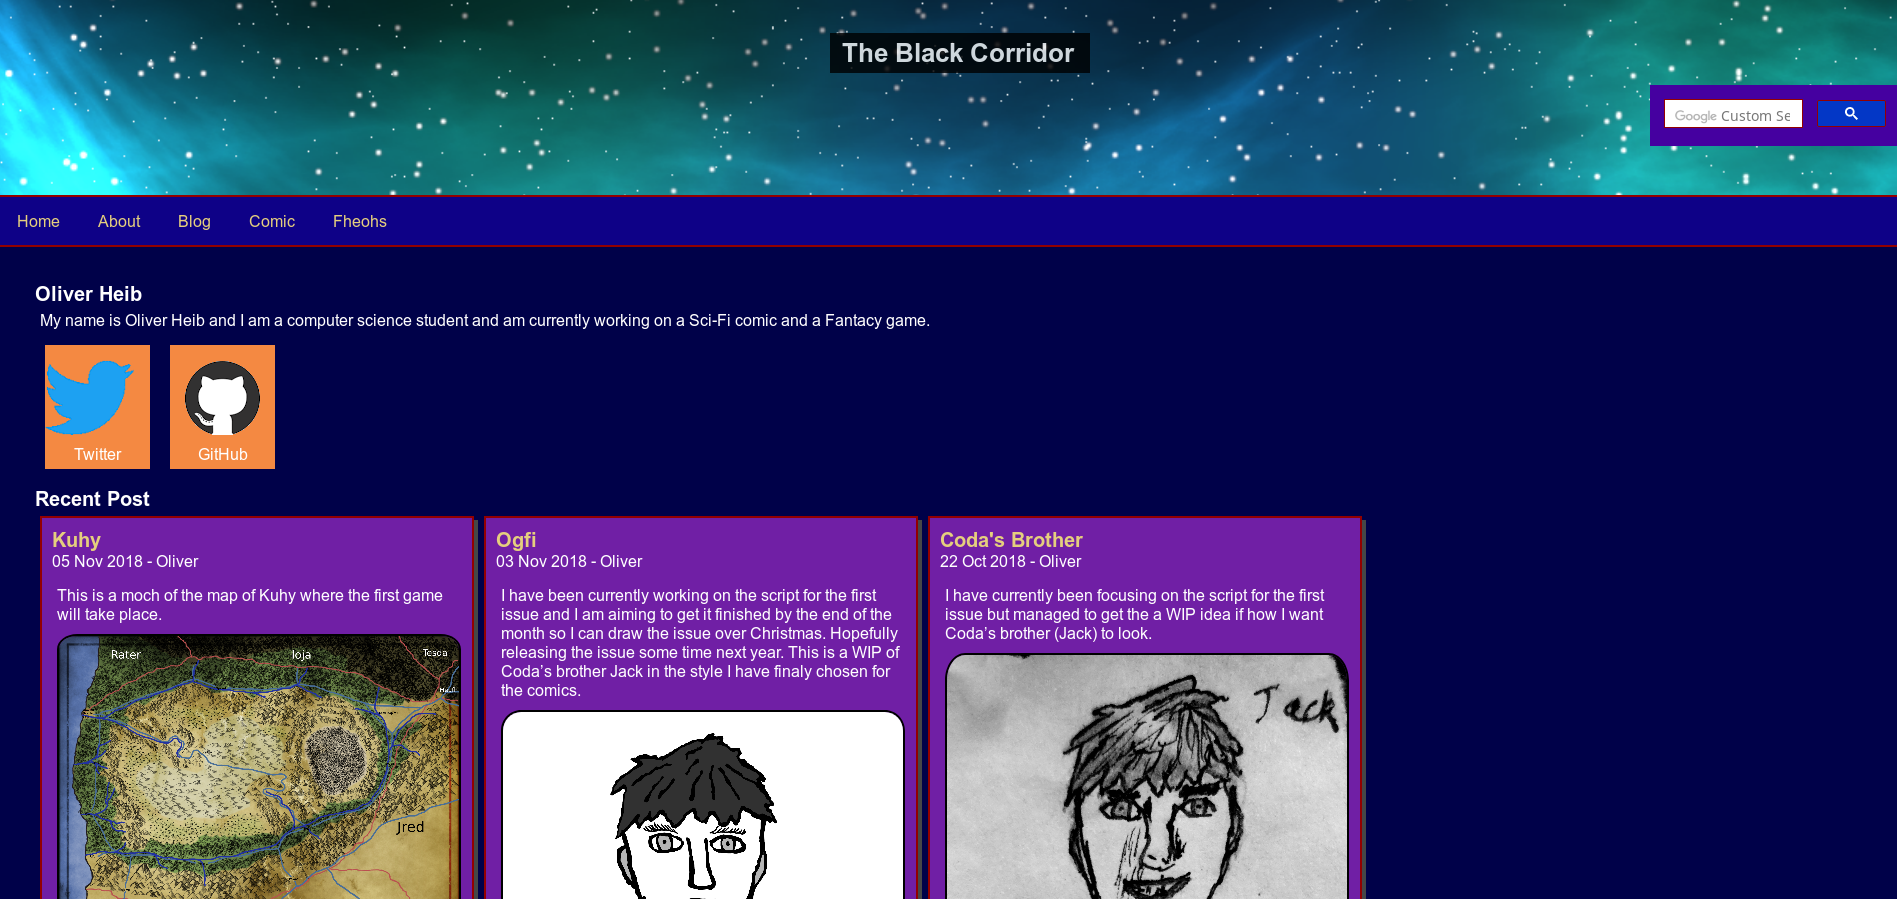 The Black Corridor
Google Custom Se
Home About Blog Comic Fheohs
Oliver Heib
My name is Oliver Heib and I am a computer science student and am currently working on a Sci-Fi comic and a Fantacy game.
Twitter GitHub
Recent Post
Kuhy
05 Nov 2018 - Oliver
This is a moch of the map of Kuhy where the first game
will take place.
Rater Ioja Tosca
Jred
Ogfi
03 Nov 2018 - Oliver
I have been currently working on the script for the first
issue and I am aiming to get it finished by the end of the
month so I can draw the issue over Christmas. Hopefully
releasing the issue some time next year. This is a WIP of
Coda’s brother Jack in the style I have finaly chosen for
the comics.
Coda's Brother
22 Oct 2018 - Oliver
I have currently been focusing on the script for the first
issue but managed to get the a WIP idea if how I want
Coda’s brother (Jack) to look.
Jack